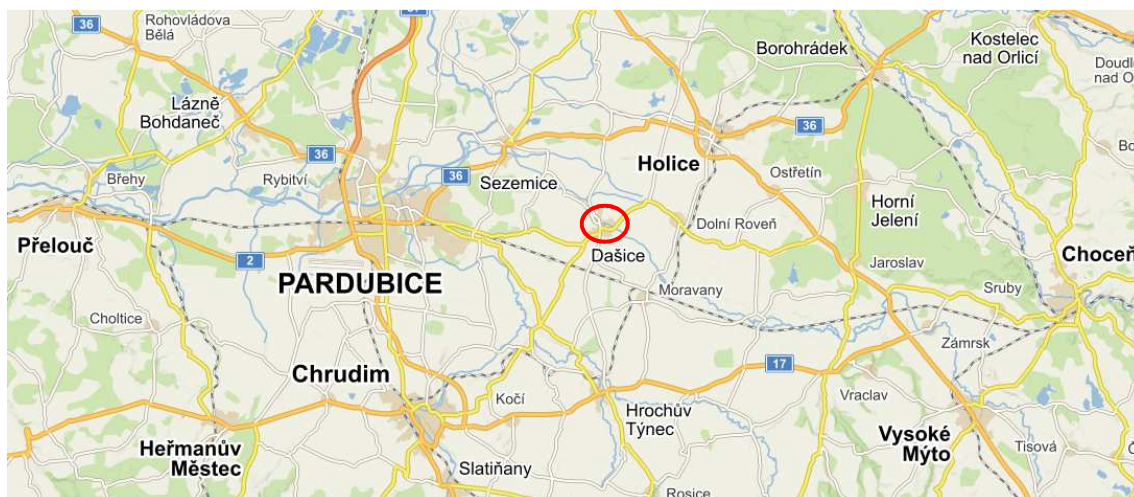 36
Rohovládova
Bělá
37
Borohrádek
Kostelec
nad Orlicí
Doudl
nad O
Lázně
Bohdaneč
36
36
Holice
Břehy
Rybitví
36
Sezemice
Ostřetín
Bo
Horní
Jelení
Přelouč
Dolní Roveň
2
Dašice
Choceň
PARDUBICE
Jaroslav
Moravany
Sruby
Choltice
Zámrsk
17
Chrudim
Kočí
Vraclav
Hrochův
Týnec
Heřmanův
Městec
Vysoké
Mýto
Tisová
Č
Slatiňany
Rosice